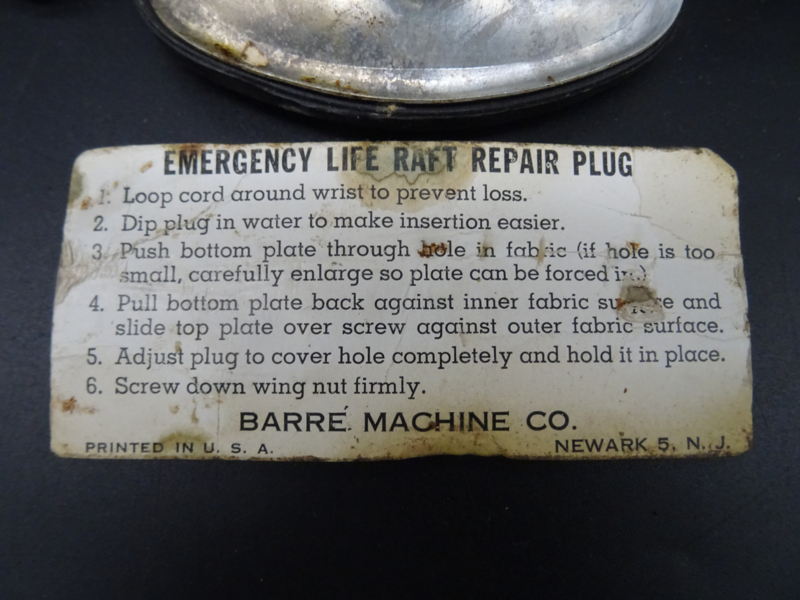 EMERGENCY LIFE RAFT REPAIR PLUG
1. Loop cord around wrist to prevent loss.
2. Dip plug in water to make insertion easier.
3. Push bottom plate through hole in fabric (if hole is too
small, carefully enlarge so plate can be forced in.)
4. Pull bottom plate back against inner fabric surface and
slide top plate over screw against outer fabric surface.
5. Adjust plug to cover hole completely and hold it in place.
6. Screw down wing nut firmly.
BARRE MACHINE CO.
PRINTED IN U. S. A. NEWARK 5, N. J.